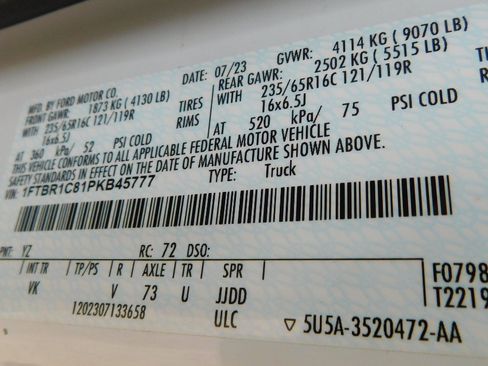 MFD. BY FORD MOTOR CO. DATE: 07/23 GVWR: 4114 KG ( 9070 LB)
FRONT GAWR: 1873 KG ( 4130 LB) REAR GAWR: 2502 KG ( 5515 LB)
WITH 235/65R16C 121/119R TIRES WITH 235/65R16C 121/119R
16x6.5J RIMS 16x6.5J
AT 360 kPa/ 52 PSI COLD AT 520 kPa/ 75 PSI COLD
THIS VEHICLE CONFORMS TO ALL APPLICABLE FEDERAL MOTOR VEHICLE
SAFETY STANDARDS IN EFFECT ON THE DATE OF MANUFACTURE SHOWN ABOVE.
VIN: 1FTBR1C81PKB45777 TYPE: Truck
PNT: YZ RC: 72 DSO:
INT TR TP/PS R AXLE TR SPR F0798
VK V 73 U JJDD T2219
1202307133658 ULC ▽ 5U5A-3520472-AA